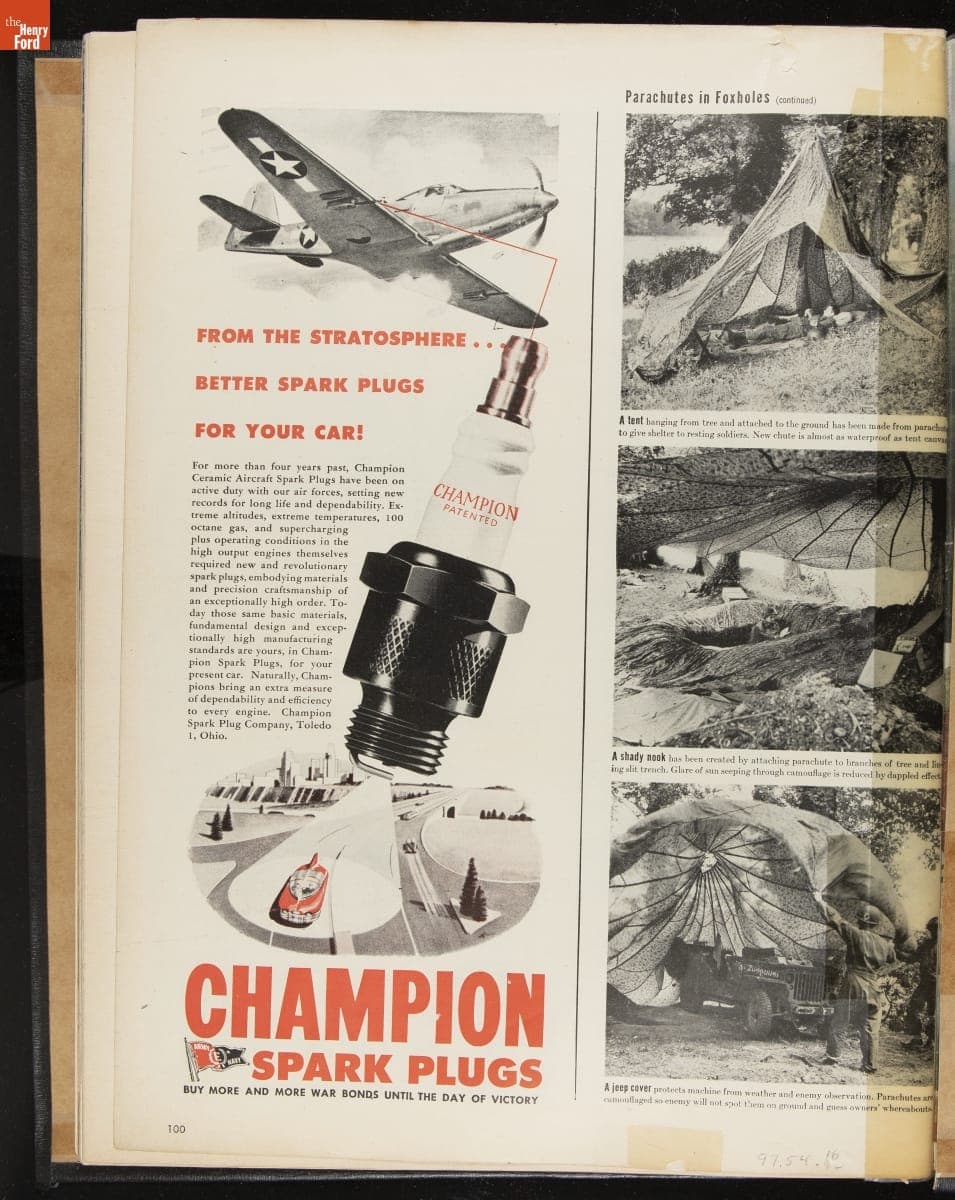 the
Henry
Ford
FROM THE STRATOSPHERE . . .
BETTER SPARK PLUGS
FOR YOUR CAR!
For more than four years past, Champion
Ceramic Aircraft Spark Plugs have been on
active duty with our air forces, setting new
records for long life and dependability. Ex-
treme altitudes, extreme temperatures, 100
octane gas, and supercharging
plus operating conditions in the
high output engines themselves
required new and revolutionary
spark plugs, embodying materials
and precision craftsmanship of
an exceptionally high order. To-
day those same basic materials,
fundamental design and excep-
tionally high manufacturing
standards are yours, in Cham-
pion Spark Plugs, for your
present car. Naturally, Cham-
pions bring an extra measure
of dependability and efficiency
to every engine. Champion
Spark Plug Company, Toledo
1, Ohio.
CHAMPION
PATENTED
CHAMPION
ARMY E NAVY
SPARK PLUGS
BUY MORE AND MORE WAR BONDS UNTIL THE DAY OF VICTORY
100
Parachutes in Foxholes (continued)
A tent hanging from tree and attached to the ground has been made from parachute
to give shelter to resting soldiers. New chute is almost as waterproof as tent canvas
A shady nook has been created by attaching parachute to branches of tree and lin-
ing slit trench. Glare of sun seeping through camouflage is reduced by dappled effect.
A jeep cover protects machine from weather and enemy observation. Parachutes are
camouflaged so enemy will not spot them on ground and guess owners' whereabouts.
97.54.16